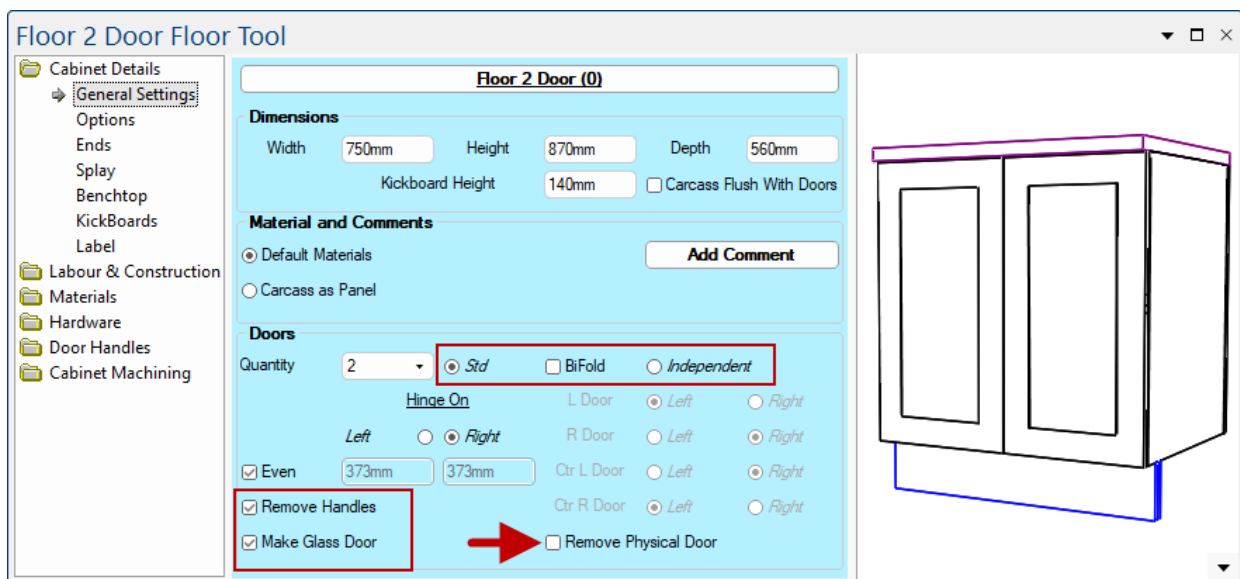 Floor 2 Door Floor Tool
Cabinet Details
General Settings
Options
Ends
Splay
Benchtop
KickBoards
Label
Labour & Construction
Materials
Hardware
Door Handles
Cabinet Machining
Floor 2 Door (0)
Dimensions
Width 750mm Height 870mm Depth 560mm
Kickboard Height 140mm Carcass Flush With Doors
Material and Comments
Default Materials Add Comment
Carcass as Panel
Doors
Quantity 2 Std BiFold Independent
Hinge On L Door Left Right
Left Right R Door Left Right
Even 373mm 373mm Ctr L Door Left Right
Remove Handles Ctr R Door Left Right
Make Glass Door Remove Physical Door